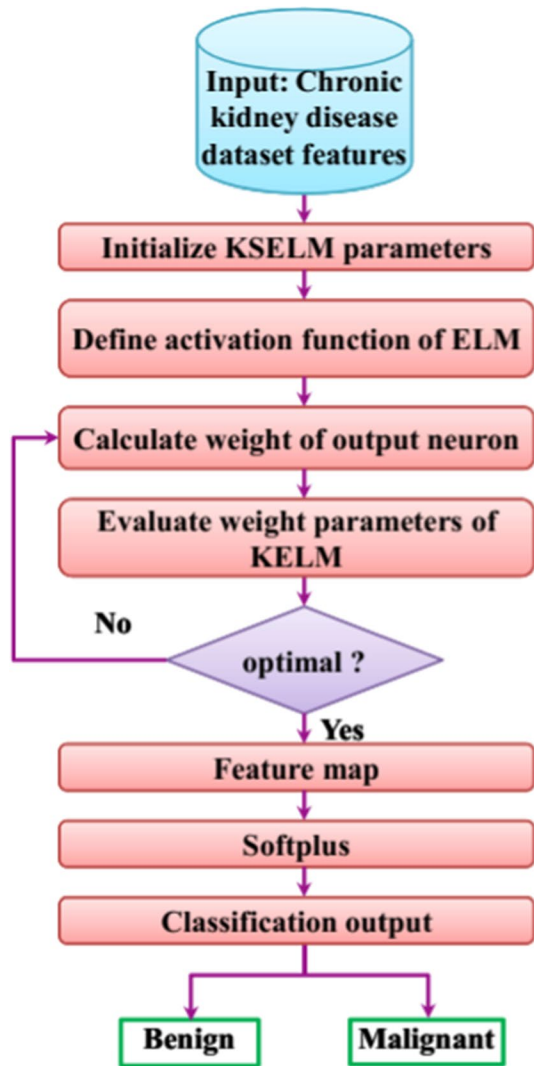 Input: Chronic
kidney disease
dataset features
Initialize KSELM parameters
Define activation function of ELM
Calculate weight of output neuron
Evaluate weight parameters of
KELM
No
optimal ?
Yes
Feature map
Softplus
Classification output
Benign
Malignant